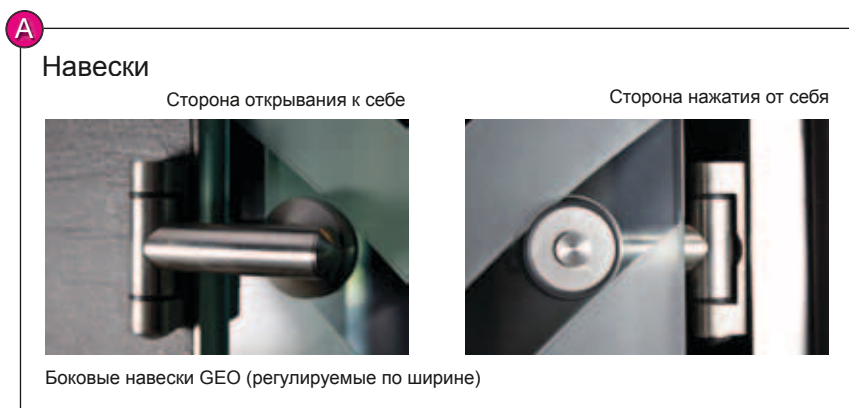 A
Навески
Сторона открывания к себе
Сторона нажатия от себя
Боковые навески GEO (регулируемые по ширине)